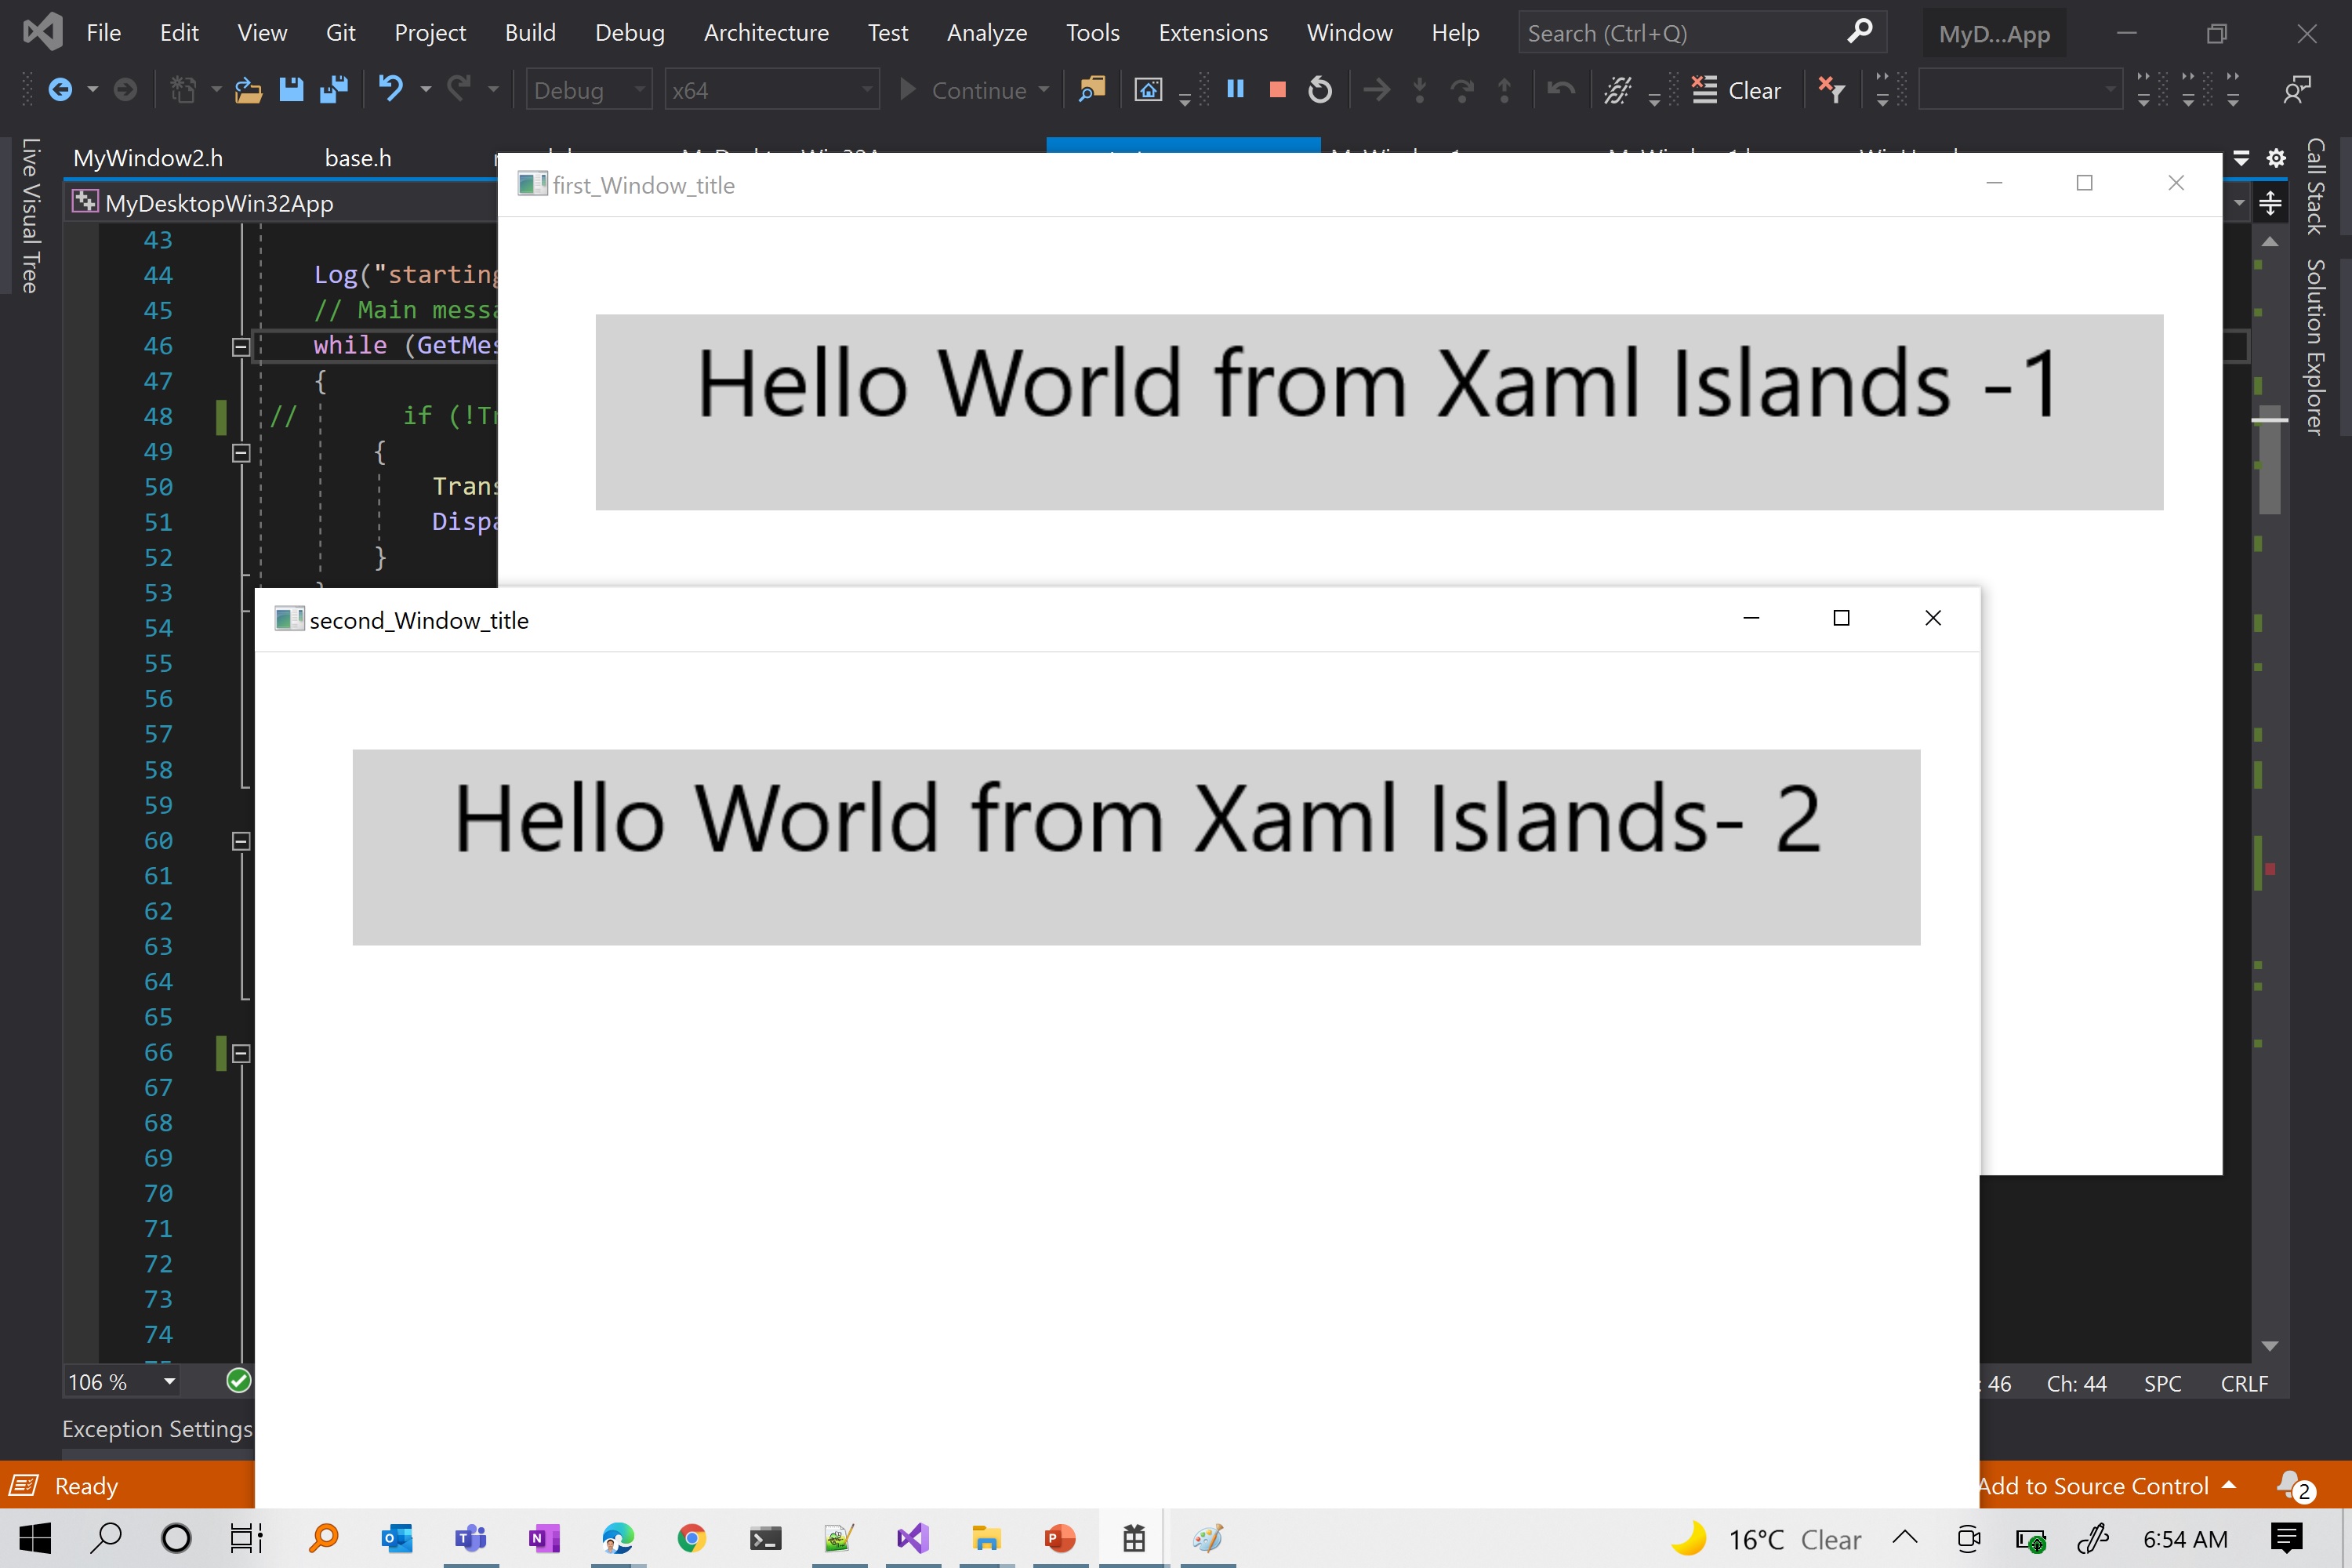 File Edit View Git Project Build Debug Architecture Test Analyze Tools Extensions Window Help Search (Ctrl+Q) MyD...App
Debug x64 Continue Clear
MyWindow2.h base.h
MyDesktopWin32App
Live Visual Tree
Call Stack
Solution Explorer
first_Window_title
43
44 Log("starting
45 // Main messa
46 while (GetMes
47 {
48 // if (!Tr
49 {
50 Trans
51 Dispa
52 }
53
54
55
56
57
58
59
60
61
62
63
64
65
66
67
68
69
70
71
72
73
74
Hello World from Xaml Islands -1
second_Window_title
Hello World from Xaml Islands- 2
106 % : 46 Ch: 44 SPC CRLF
Exception Settings
Ready Add to Source Control 2
16°C Clear 6:54 AM